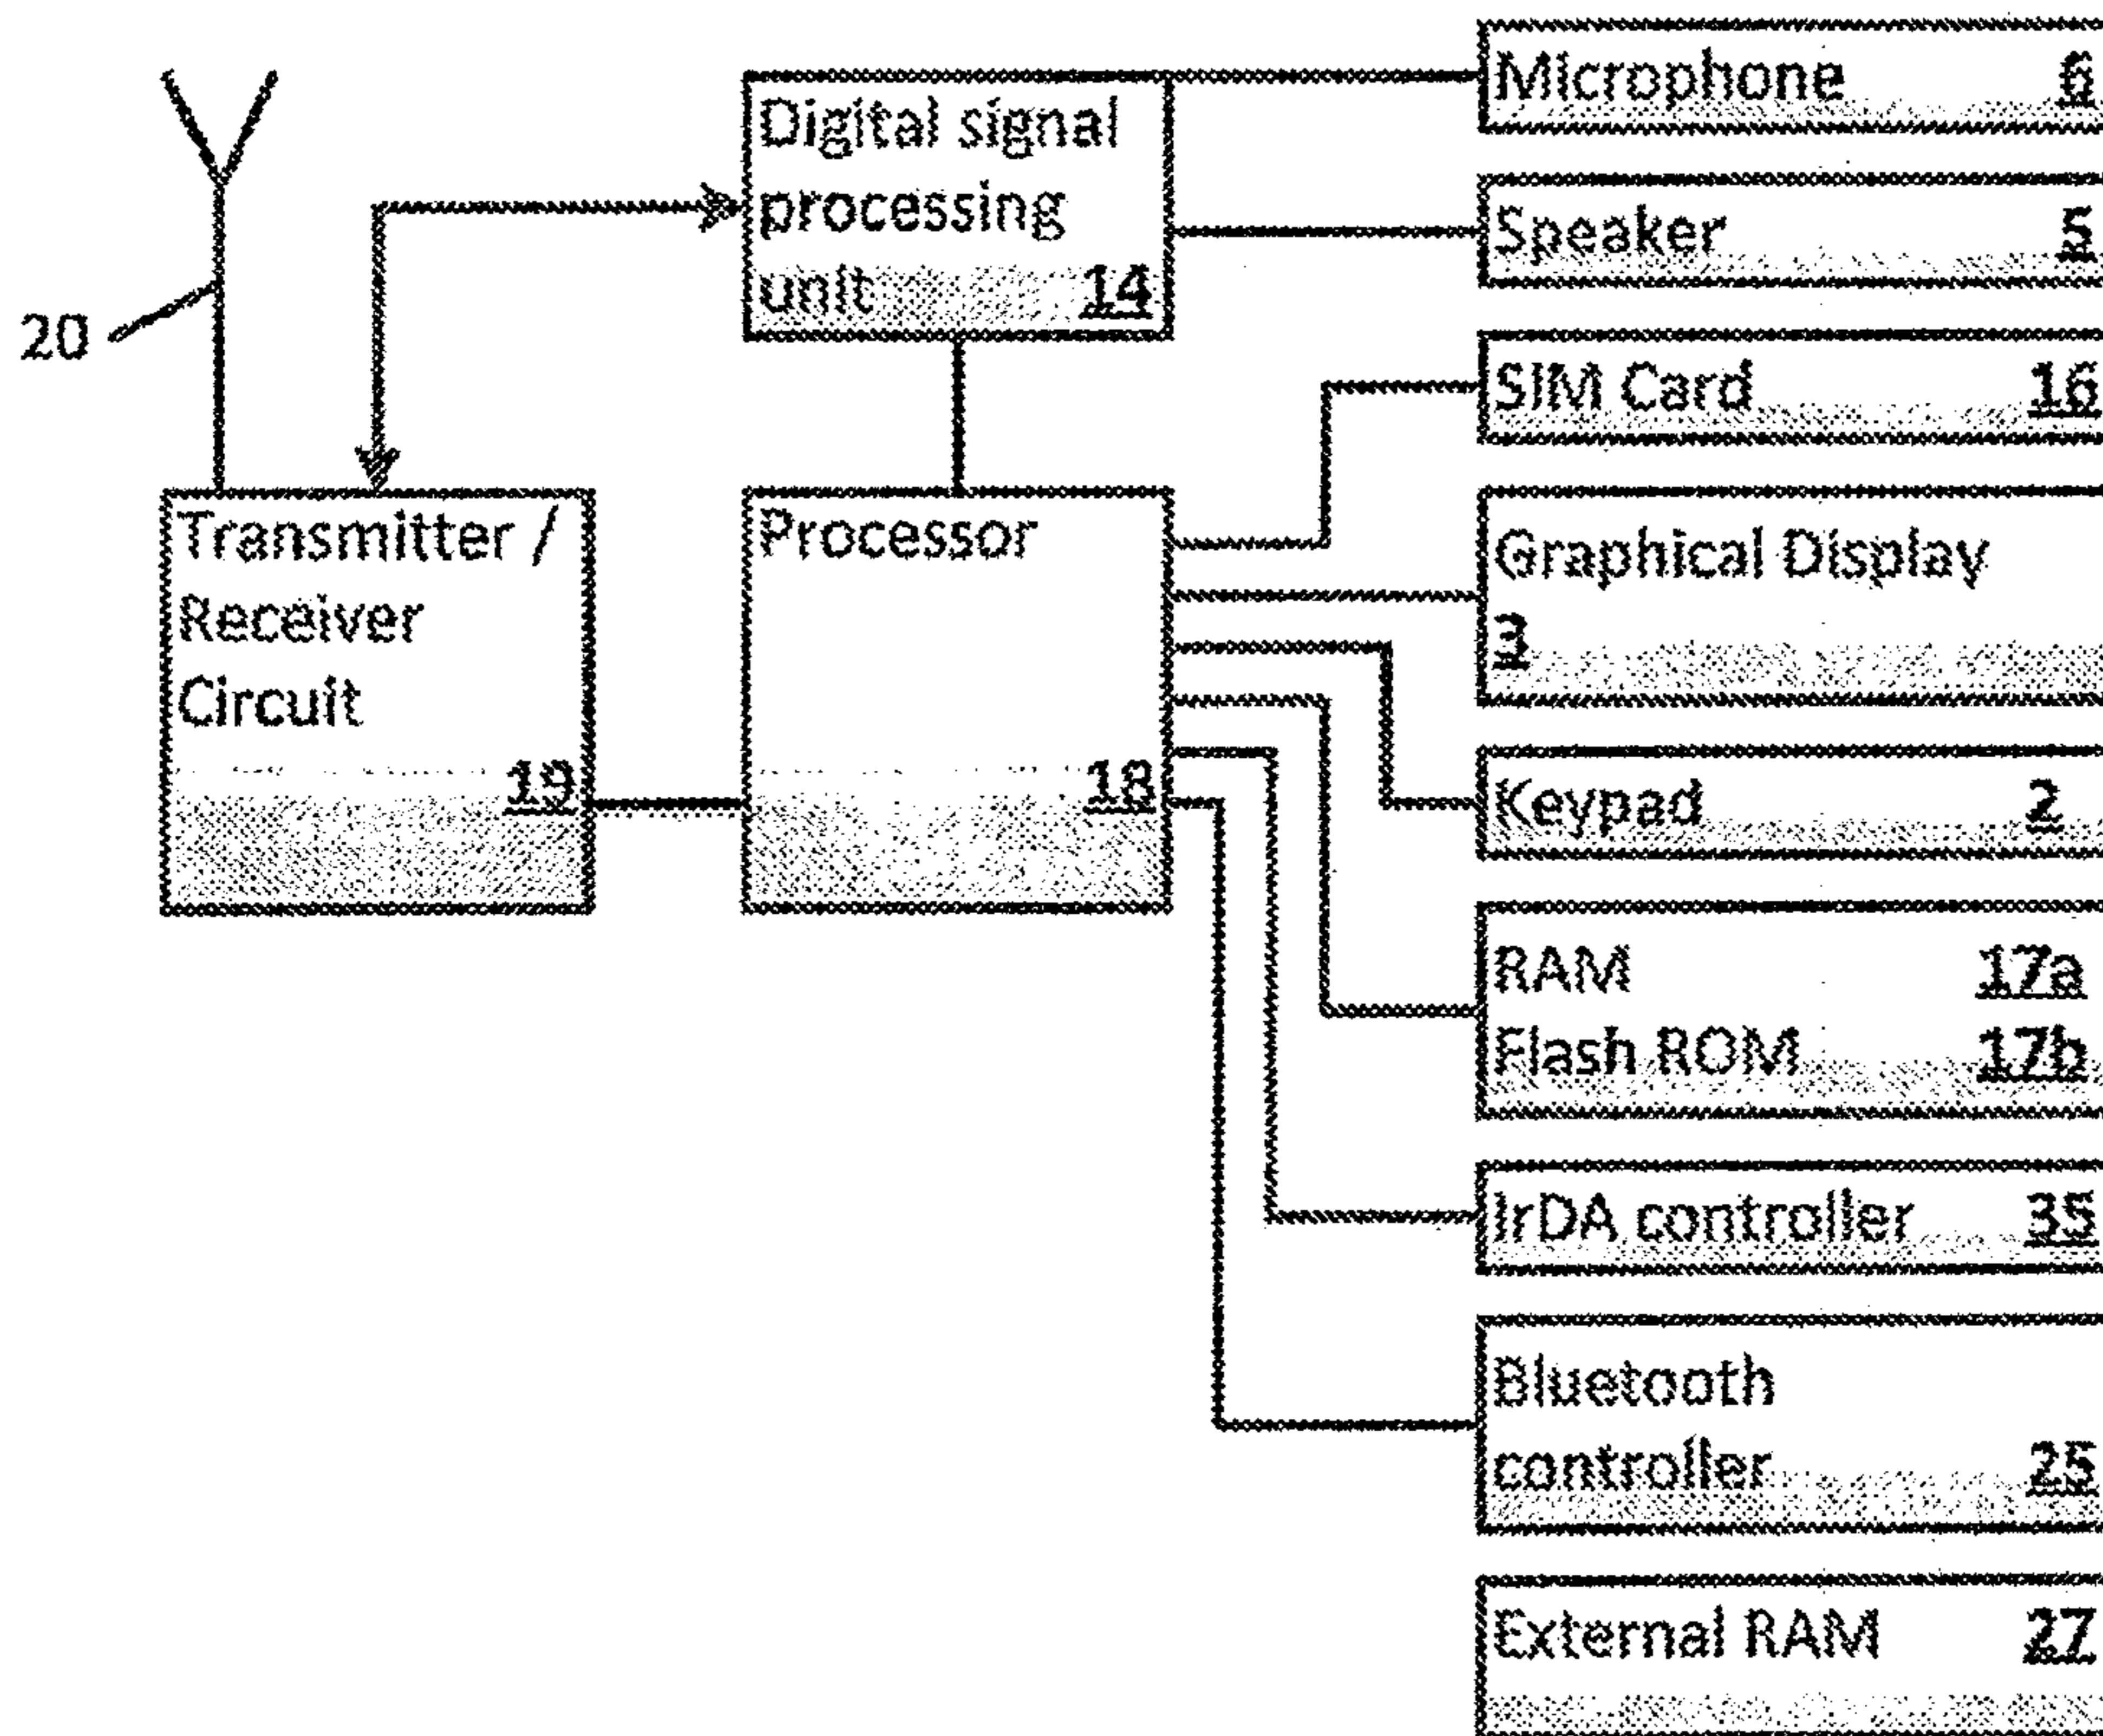 Microphone 6
Digital signal
processing
unit 14
Speaker 5
20
SIM Card 16
Transmitter /
Receiver
Circuit
19
Processor
18
Graphical Display
3
Keypad 2
RAM 17a
Flash ROM 17b
IrDA controller 35
Bluetooth
controller 25
External RAM 27